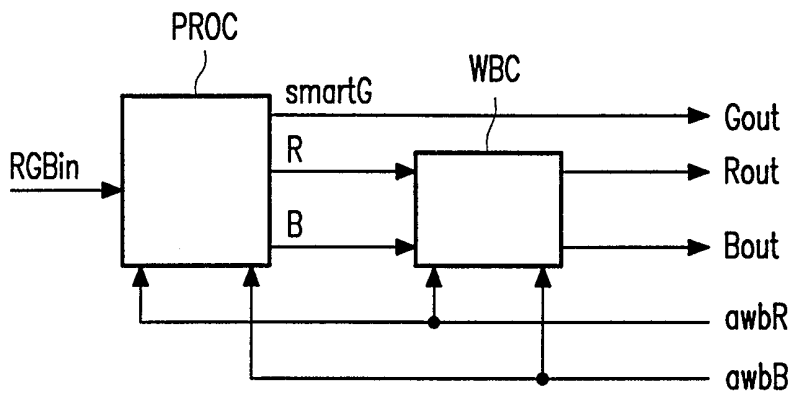 PROC
WBC
smartG
Gout
RGBin
R
Rout
B
Bout
awbR
awbB